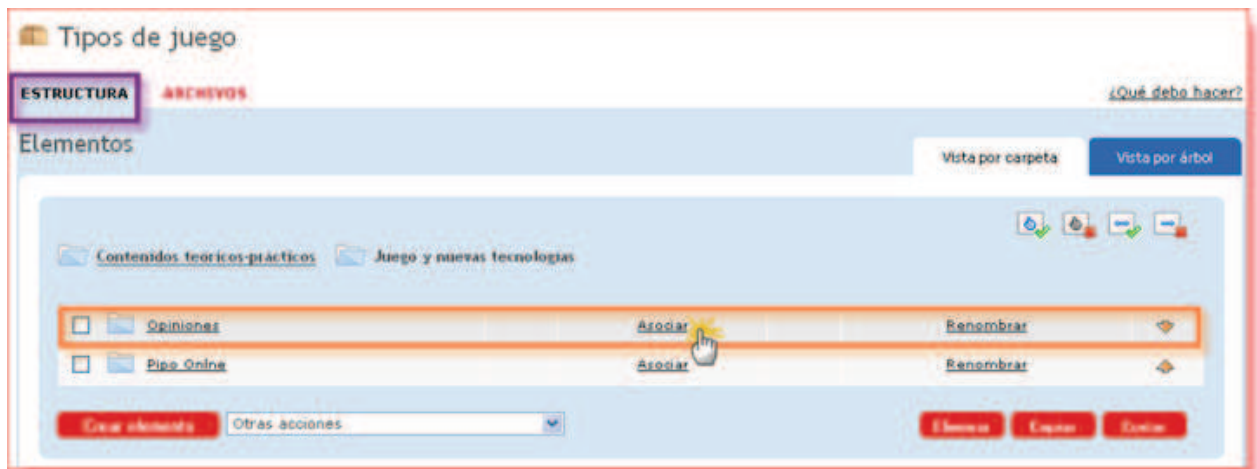 Tipos de juego
ESTRUCTURA ARCHIVOS ¿Qué debo hacer?
Elementos
Vista por carpeta Vista por árbol
Contenidos teóricos-prácticos Juego y nuevas tecnologías
Opiniones Asociar Renombrar
Pipo Onlne Asociar Renombrar
Crear elemento Otras acciones Eliminar Copiar